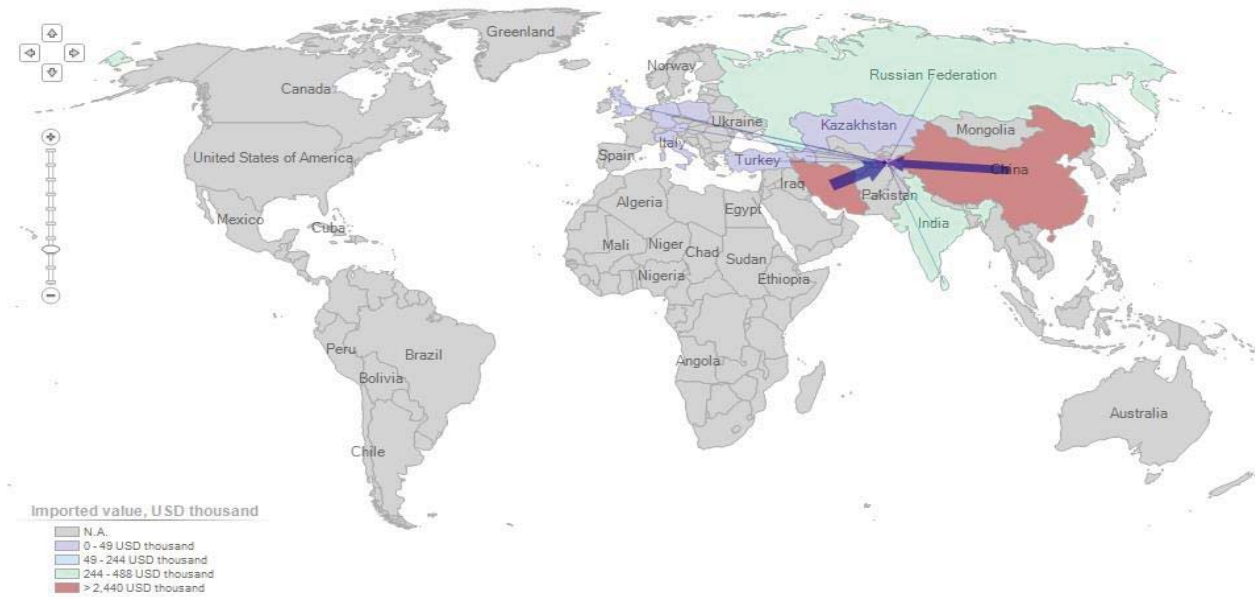 Greenland
Norway
Russian Federation
Canada
Ukraine
Kazakhstan
Mongolia
United States of America
Spain
Italy
Turkey
China
Iraq
Pakistan
Mexico
Cuba
Algeria
Egypt
India
Mali
Niger
Chad
Sudan
Nigeria
Ethiopia
Peru
Brazil
Angola
Bolivia
Australia
Chile
Imported value, USD thousand
N.A.
0 - 49 USD thousand
49 - 244 USD thousand
244 - 488 USD thousand
> 2,440 USD thousand